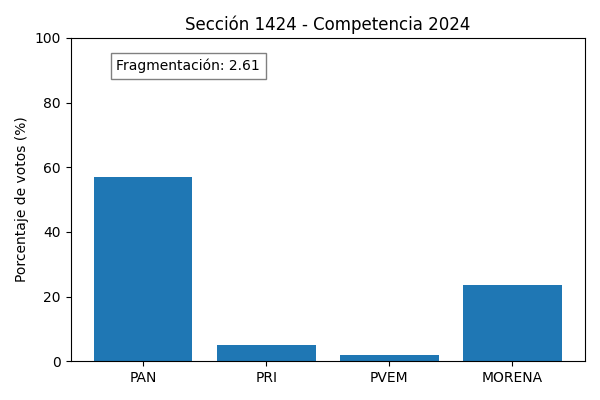 Sección 1424 - Competencia 2024
Fragmentación: 2.61
Porcentaje de votos (%)
100
80
60
40
20
0
PAN PRI PVEM MORENA